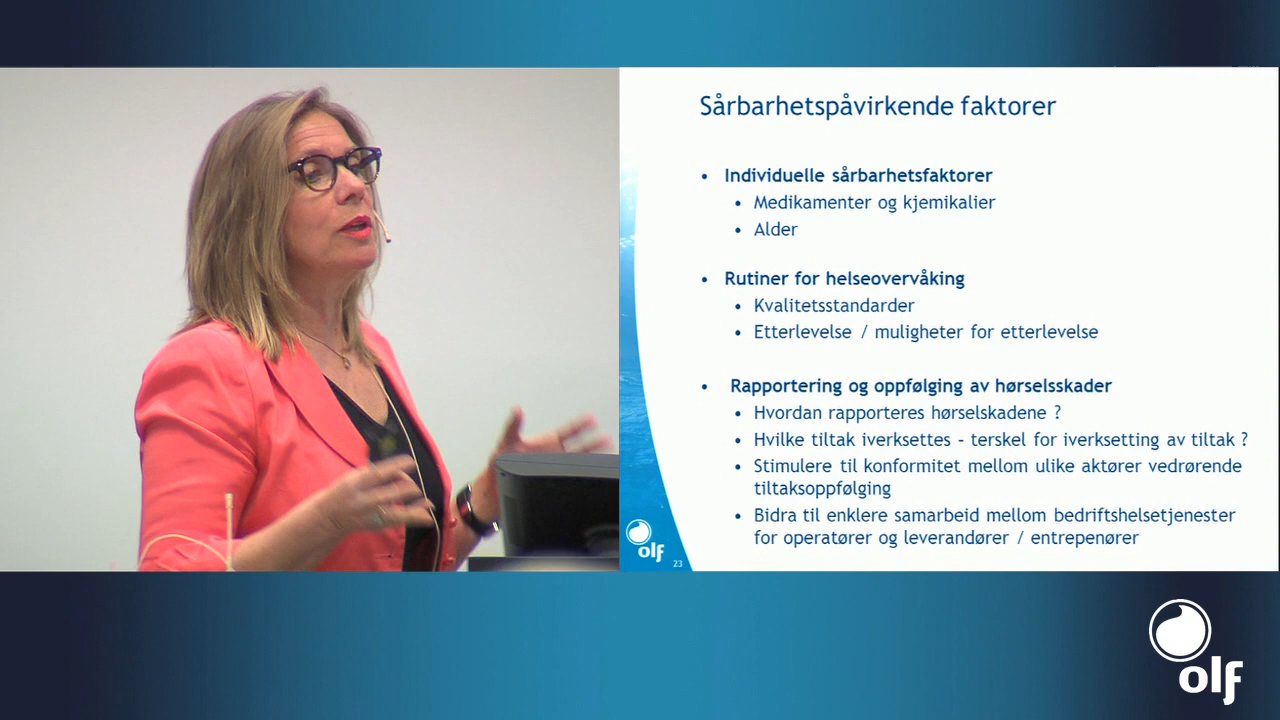 Sårbarhetspåvirkende faktorer
• Individuelle sårbarhetsfaktorer
• Medikamenter og kjemikalier
• Alder
• Rutiner for helseovervåking
• Kvalitetsstandarder
• Etterlevelse / muligheter for etterlevelse
• Rapportering og oppfølging av hørselsskader
• Hvordan rapporteres hørselskadene ?
• Hvilke tiltak iverksettes – terskel for iverksetting av tiltak ?
• Stimulere til konformitet mellom ulike aktører vedrørende
tiltaksoppfølging
• Bidra til enklere samarbeid mellom bedriftshelsetjenester
for operatører og leverandører / entrepenører
olf
23
olf